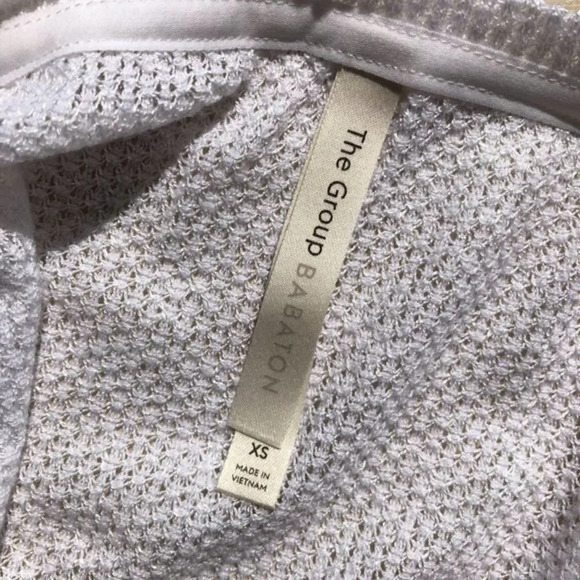 The Group BABATON
XS
MADE IN
VIETNAM